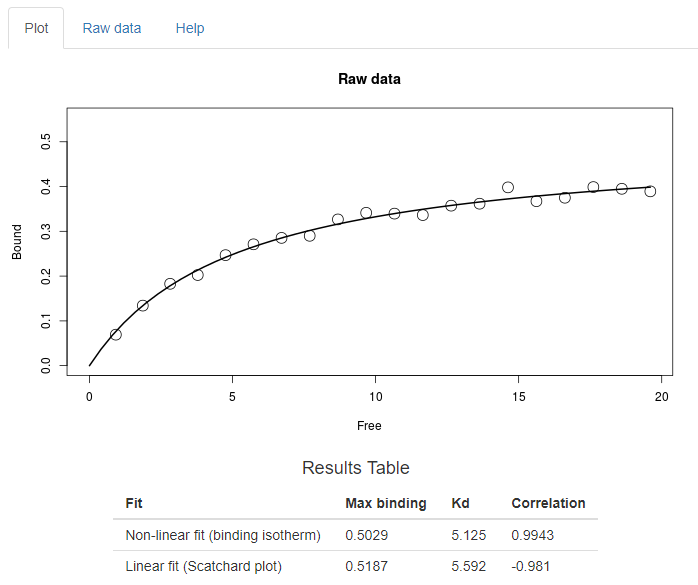 Plot Raw data Help
Raw data
0.5
0.4
0.3
0.2
0.1
0.0
Bound
0 5 10 15 20
Free
Results Table
Fit Max binding Kd Correlation
Non-linear fit (binding isotherm) 0.5029 5.125 0.9943
Linear fit (Scatchard plot) 0.5187 5.592 -0.981